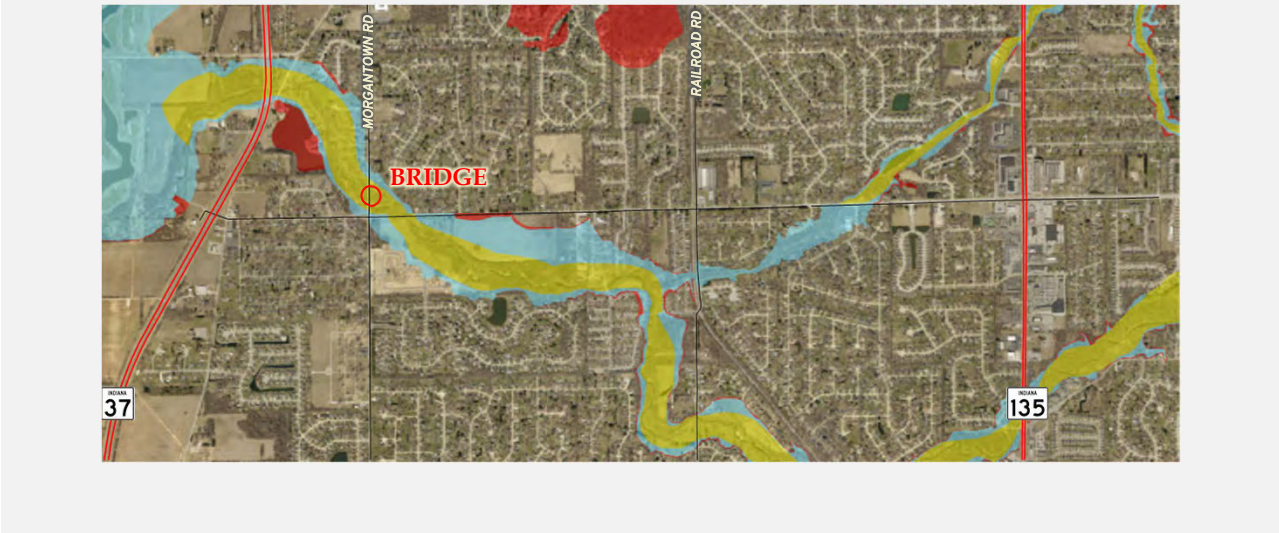 MORGANTOWN RD
RAILROAD RD
BRIDGE
INDIANA
37
INDIANA
135